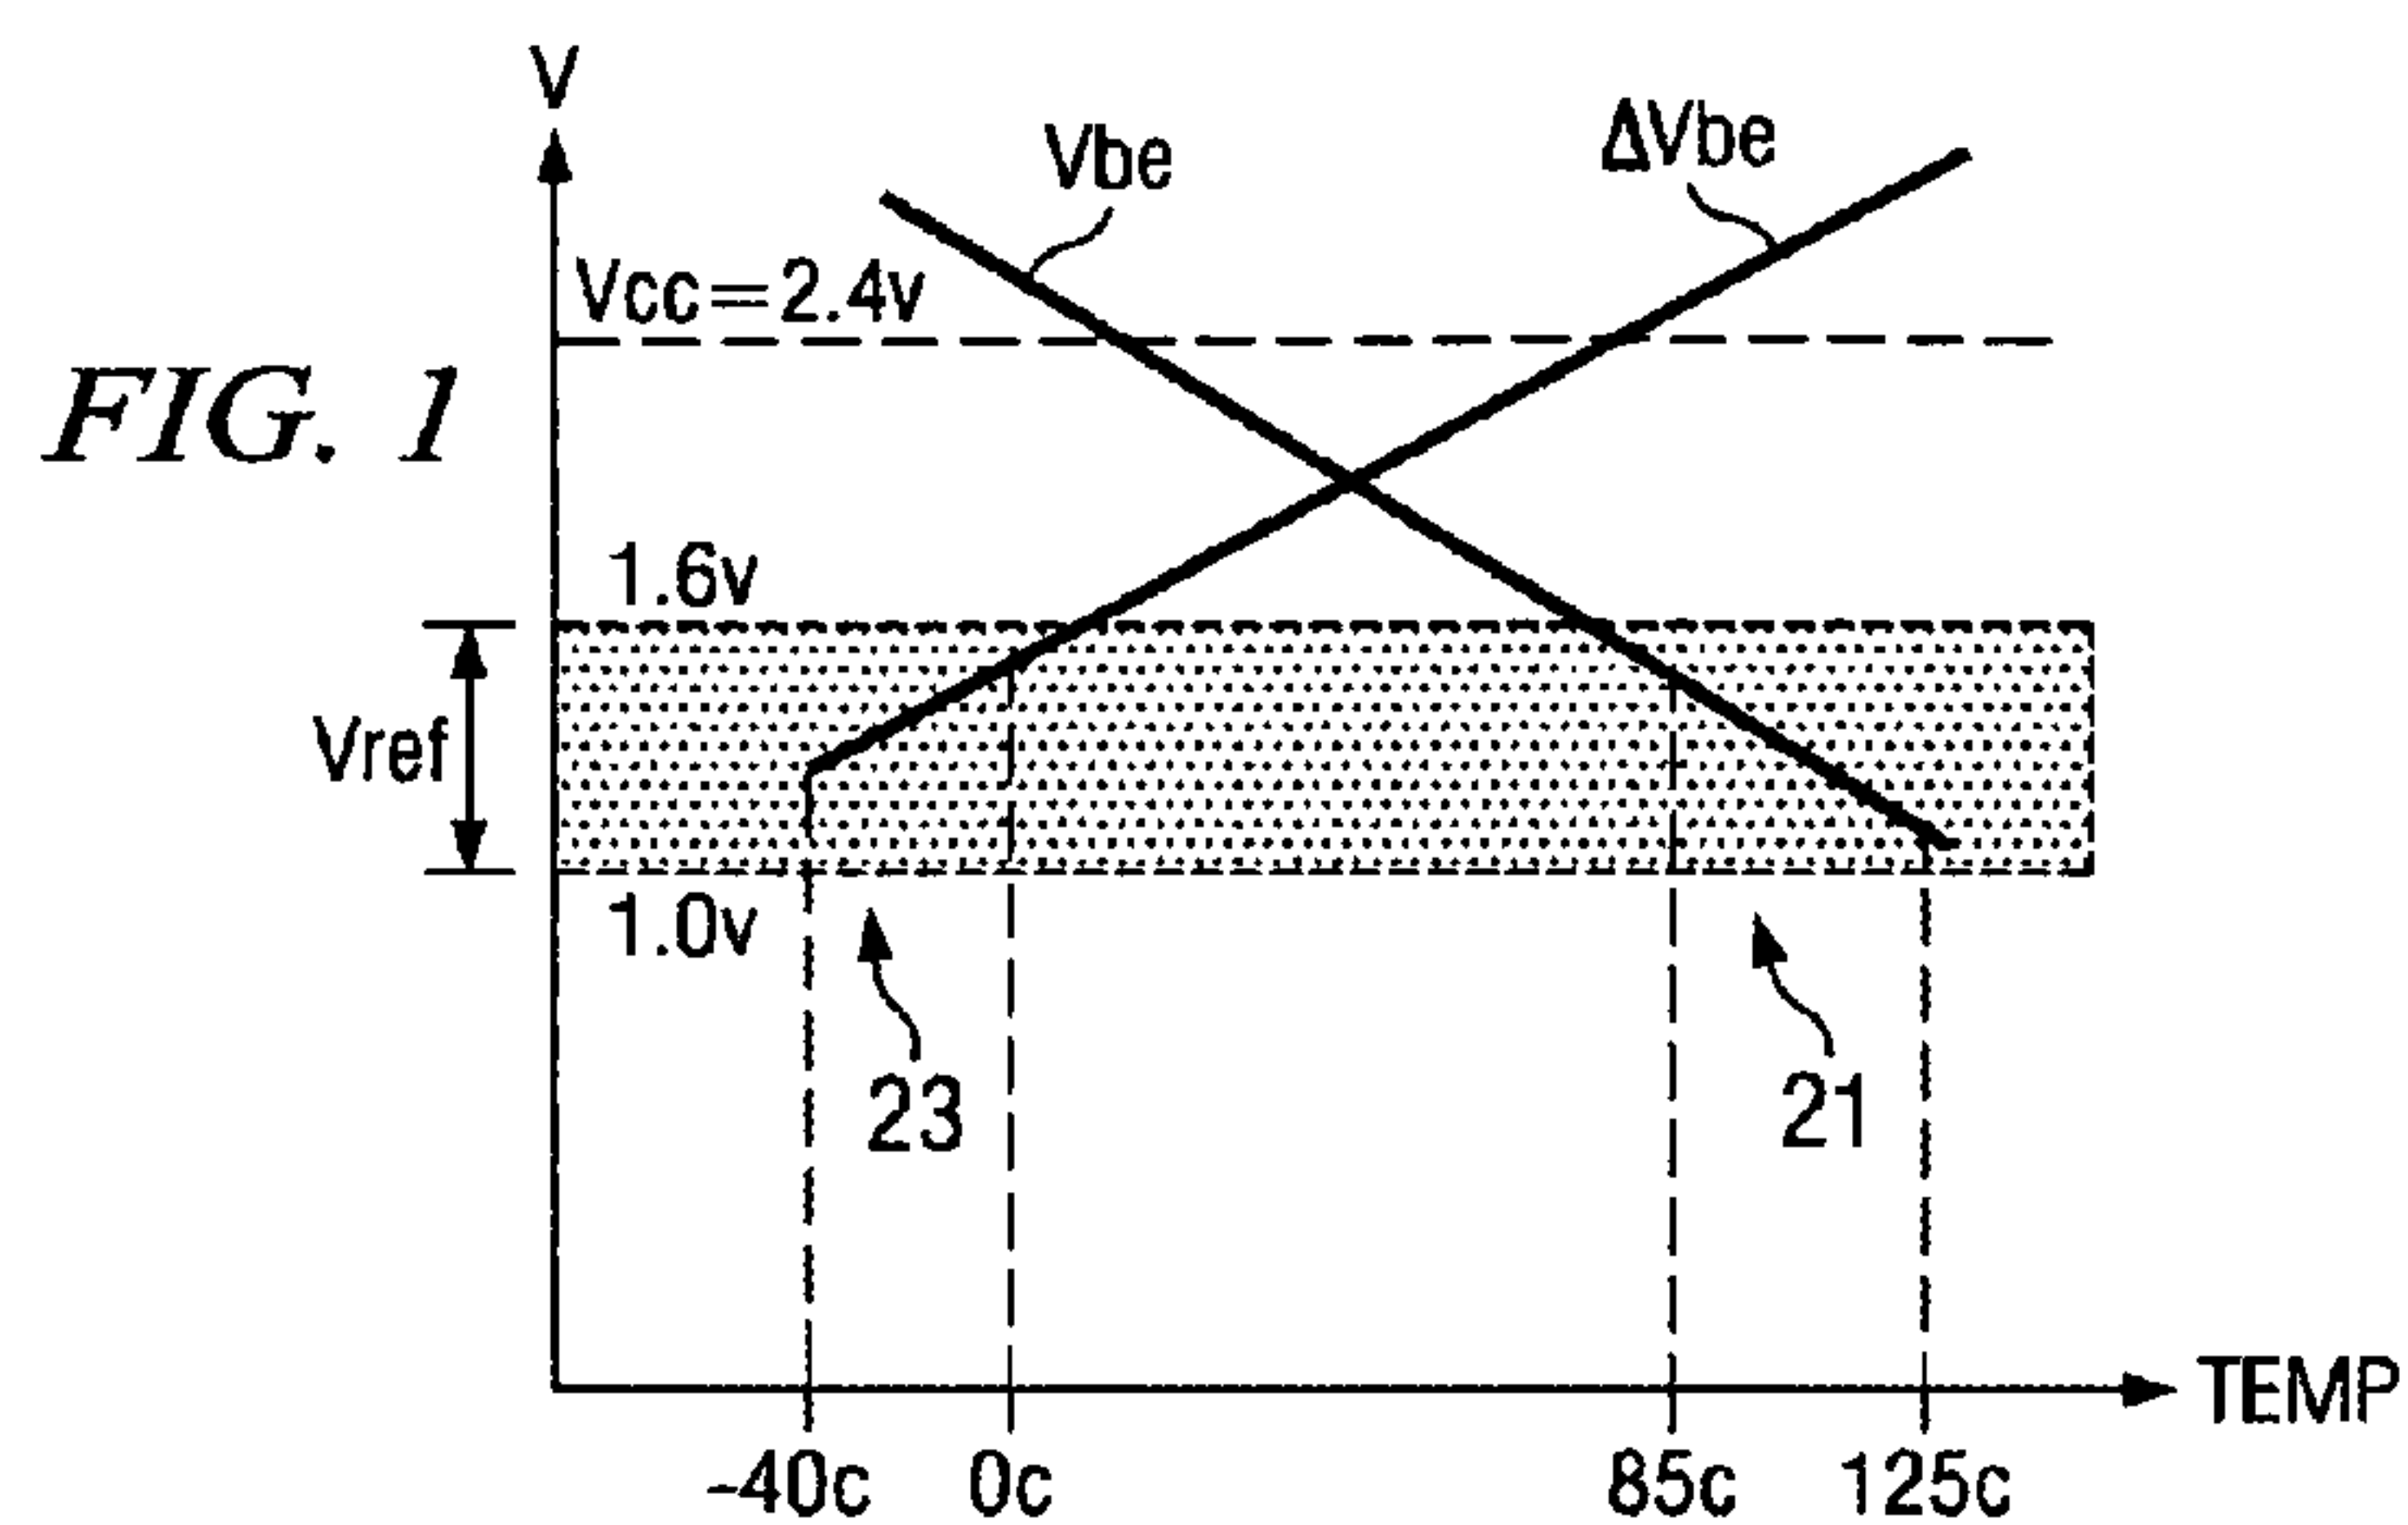 V
Vbe
ΔVbe
Vcc=2.4v
FIG. 1
1.6v
Vref
1.0v
23
21
TEMP
-40c
0c
85c
125c